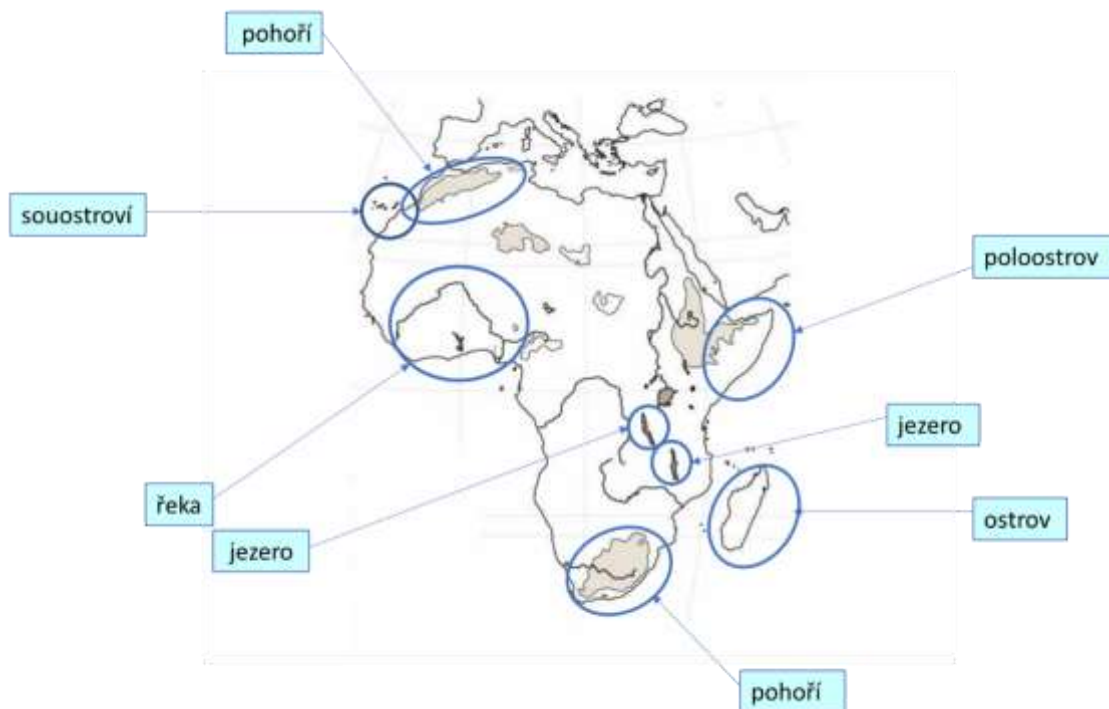 pohoří
souostroví
poloostrov
jezero
řeka
ostrov
jezero
pohoří